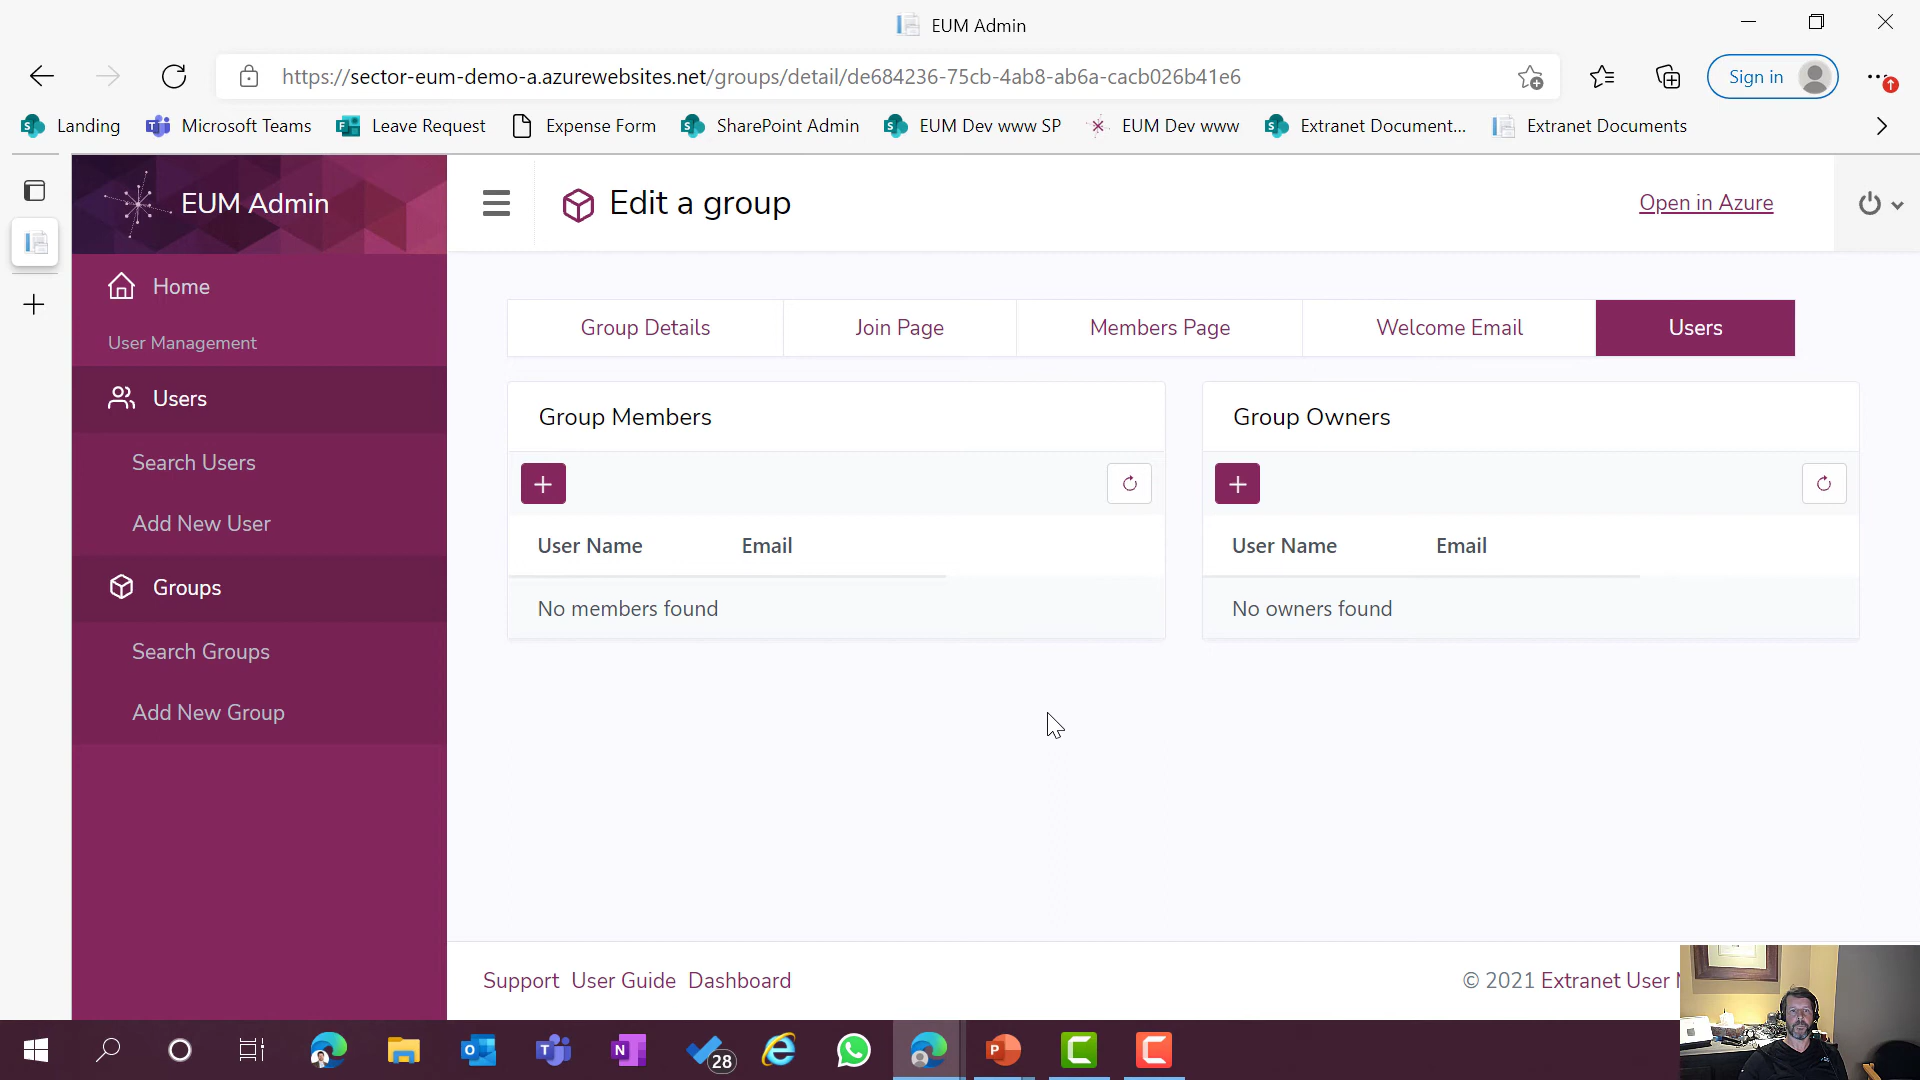 EUM Admin
https://sector-eum-demo-a.azurewebsites.net/groups/detail/de684236-75cb-4ab8-ab6a-cacb026b41e6
Sign in
Landing Microsoft Teams Leave Request Expense Form SharePoint Admin EUM Dev www SP EUM Dev www Extranet Document... Extranet Documents
EUM Admin
Edit a group
Open in Azure
Home
User Management
Users
Search Users
Add New User
Groups
Search Groups
Add New Group
Group Details Join Page Members Page Welcome Email Users
Group Members
User Name Email
No members found
Group Owners
User Name Email
No owners found
Support User Guide Dashboard
© 2021 Extranet User
28